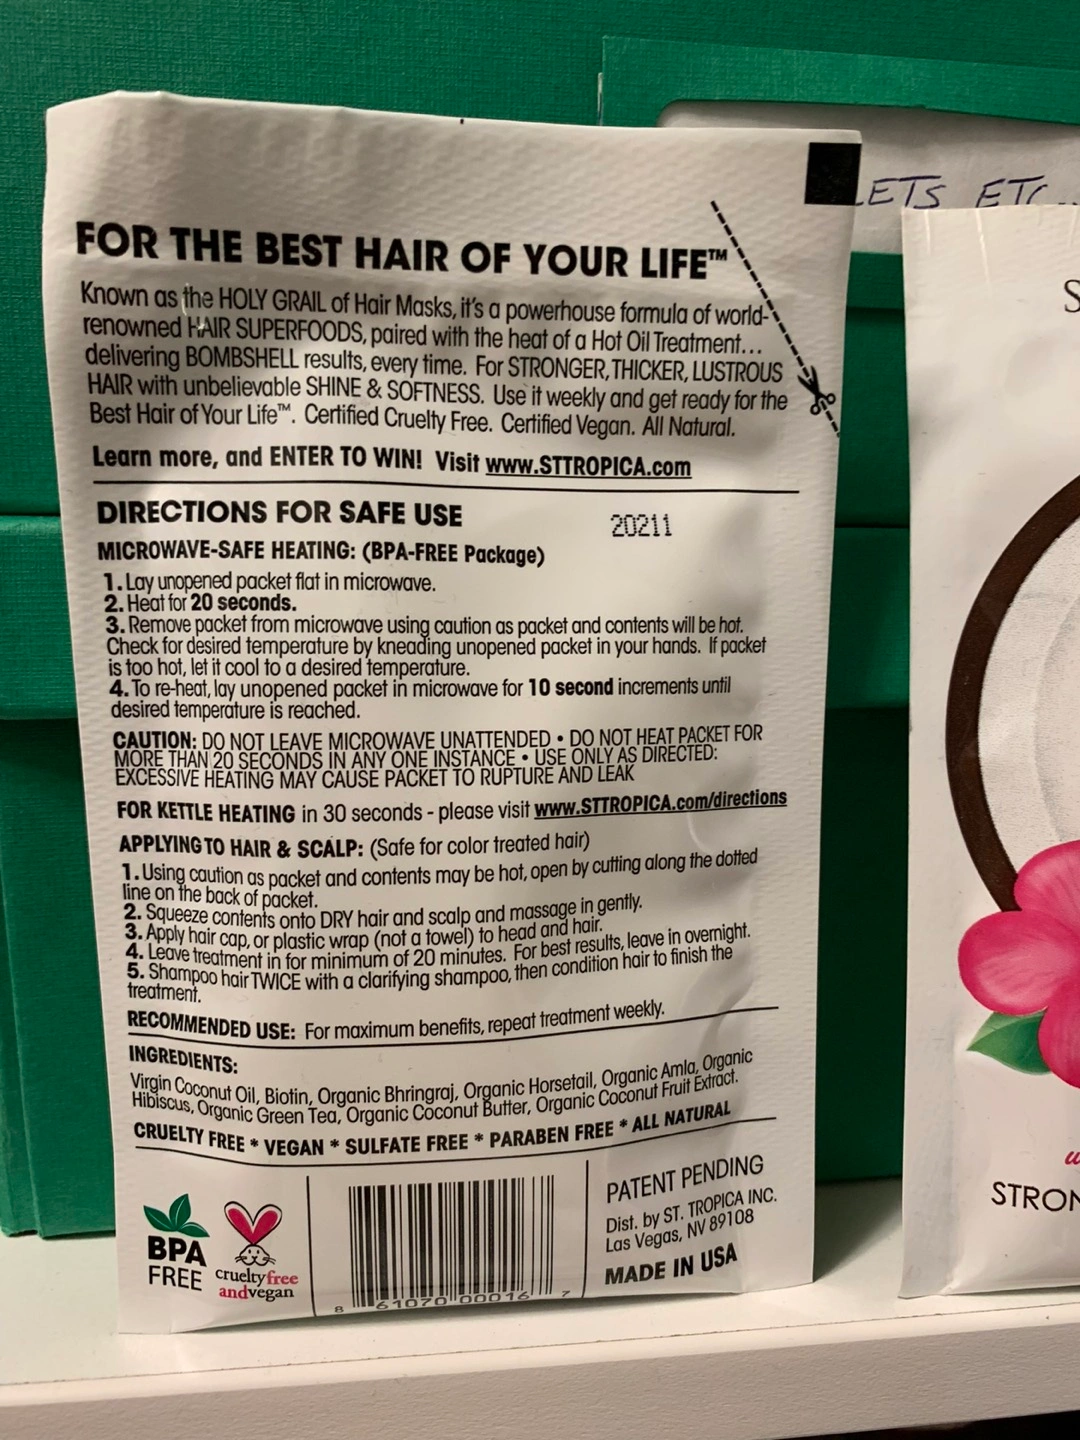 FOR THE BEST HAIR OF YOUR LIFE™
Known as the HOLY GRAIL of Hair Masks, it's a powerhouse formula of world-
renowned HAIR SUPERFOODS, paired with the heat of a Hot Oil Treatment...
delivering BOMBSHELL results, every time. For STRONGER, THICKER, LUSTROUS
HAIR with unbelievable SHINE & SOFTNESS. Use it weekly and get ready for the
Best Hair of Your Life™. Certified Cruelty Free. Certified Vegan. All Natural.
Learn more, and ENTER TO WIN! Visit www.STTROPICA.com
DIRECTIONS FOR SAFE USE
20211
MICROWAVE-SAFE HEATING: (BPA-FREE Package)
1. Lay unopened packet flat in microwave.
2. Heat for 20 seconds.
3. Remove packet from microwave using caution as packet and contents will be hot.
Check for desired temperature by kneading unopened packet in your hands. If packet
is too hot, let it cool to a desired temperature.
4. To re-heat, lay unopened packet in microwave for 10 second increments until
desired temperature is reached.
CAUTION: DO NOT LEAVE MICROWAVE UNATTENDED • DO NOT HEAT PACKET FOR
MORE THAN 20 SECONDS IN ANY ONE INSTANCE • USE ONLY AS DIRECTED:
EXCESSIVE HEATING MAY CAUSE PACKET TO RUPTURE AND LEAK
FOR KETTLE HEATING in 30 seconds - please visit www.STTROPICA.com/directions
APPLYING TO HAIR & SCALP: (Safe for color treated hair)
1. Using caution as packet and contents may be hot, open by cutting along the dotted
line on the back of packet.
2. Squeeze contents onto DRY hair and scalp and massage in gently.
3. Apply hair cap, or plastic wrap (not a towel) to head and hair.
4. Leave treatment in for minimum of 20 minutes. For best results, leave in overnight.
5. Shampoo hair TWICE with a clarifying shampoo, then condition hair to finish the
treatment.
RECOMMENDED USE: For maximum benefits, repeat treatment weekly.
INGREDIENTS:
Virgin Coconut Oil, Biotin, Organic Bhringraj, Organic Horsetail, Organic Amla, Organic
Hibiscus, Organic Green Tea, Organic Coconut Butter, Organic Coconut Fruit Extract.
CRUELTY FREE * VEGAN * SULFATE FREE * PARABEN FREE * ALL NATURAL
BPA
FREE
crueltyfree
andvegan
8 61070 00016 7
PATENT PENDING
Dist. by ST. TROPICA INC.
Las Vegas, NV 89108
MADE IN USA
LETS ETC..
S
STRON